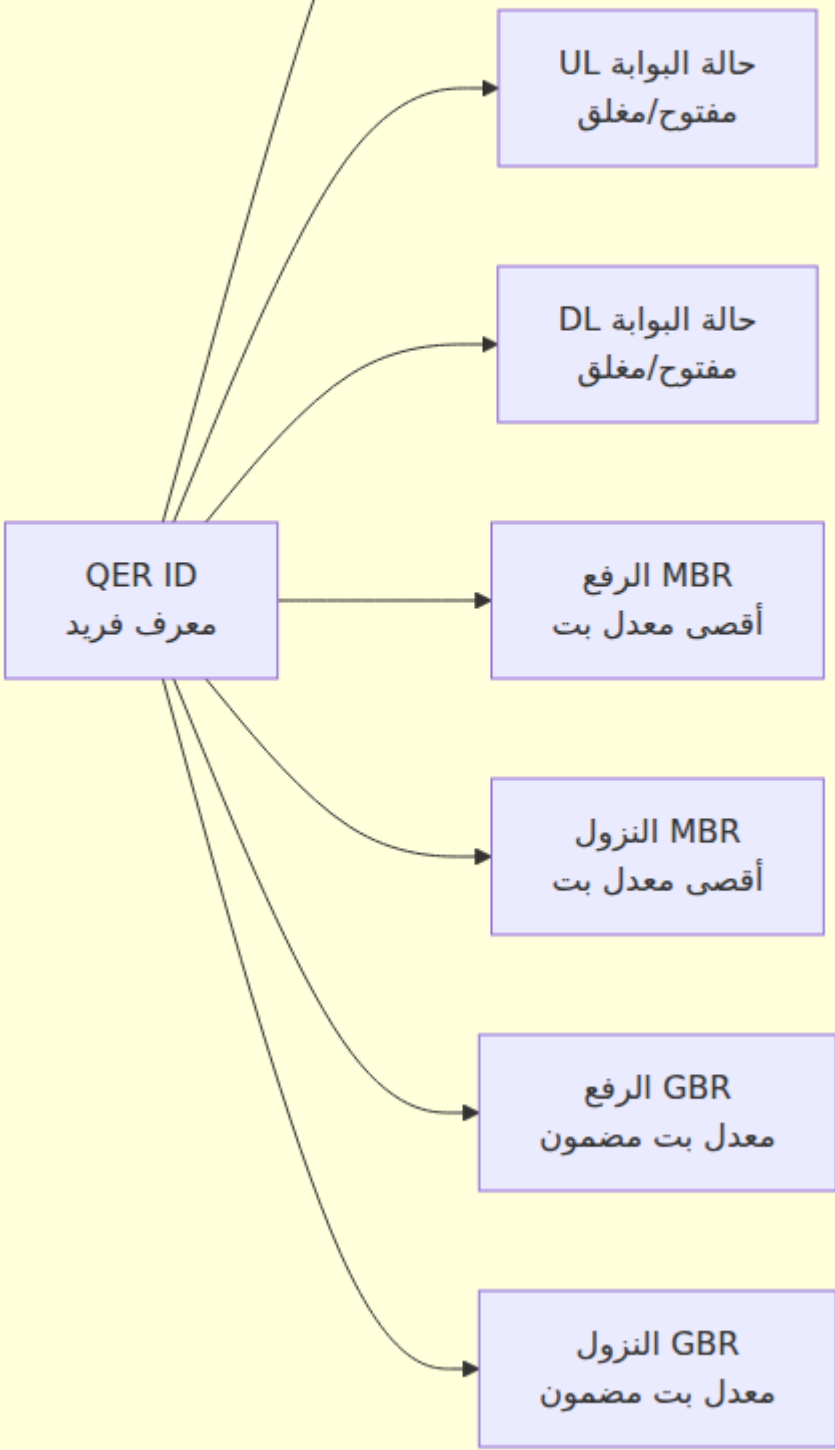 حالة البوابة UL
مفتوح/مغلق
حالة البوابة DL
مفتوح/مغلق
QER ID
معرف فريد
MBR الرفع
أقصى معدل بت
MBR النزول
أقصى معدل بت
GBR الرفع
معدل بت مضمون
GBR النزول
معدل بت مضمون